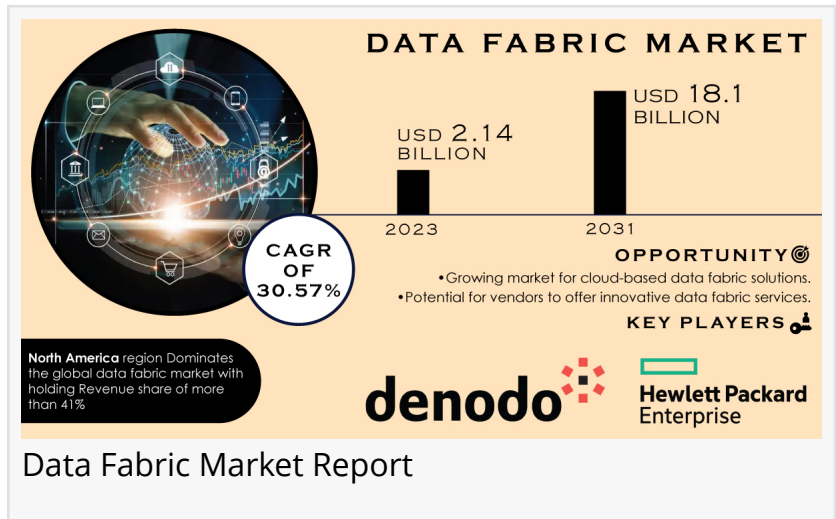 DATA FABRIC MARKET
USD 2.14
BILLION
USD 18.1
BILLION
2023
2031
CAGR
OF
30.57%
OPPORTUNITY
•Growing market for cloud-based data fabric solutions.
•Potential for vendors to offer innovative data fabric services.
KEY PLAYERS
North America region Dominates
the global data fabric market with
holding Revenue share of more
than 41%
denodo
Hewlett Packard
Enterprise
Data Fabric Market Report